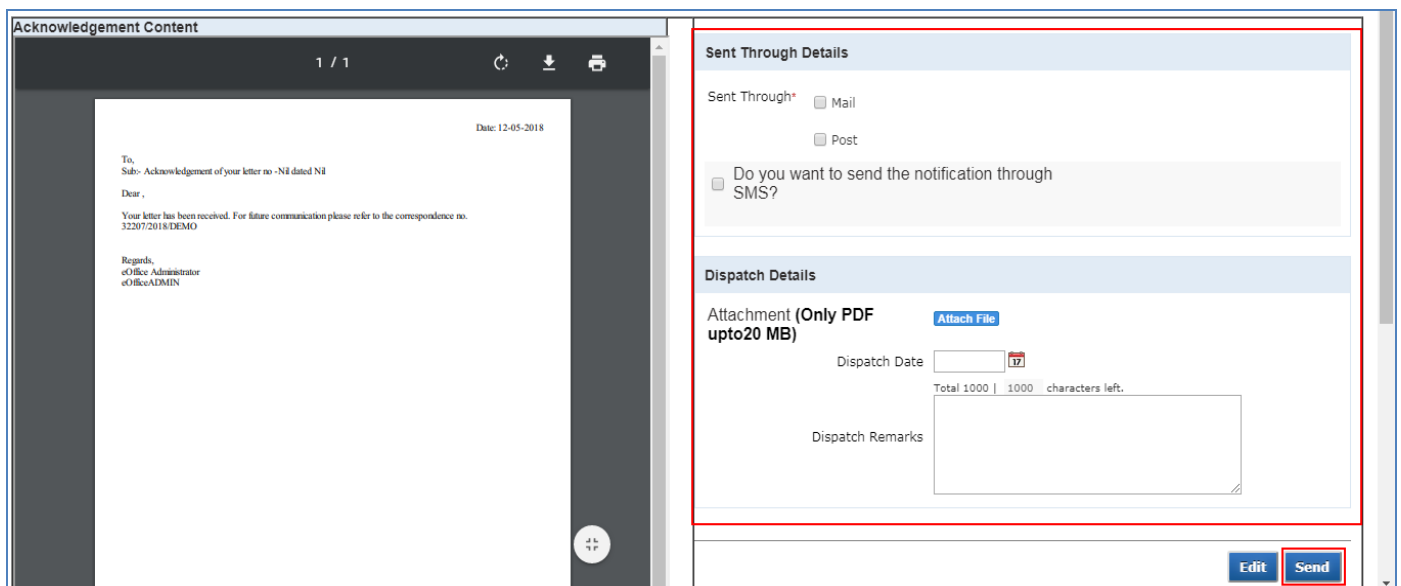 Acknowledgement Content
1 / 1
Date: 12-05-2018
To,
Sub:- Acknowledgement of your letter no -Nil dated Nil
Dear ,
Your letter has been received. For future communication please refer to the correspondence no.
32207/2018/DEMO
Regards,
eOffice Administrator
eOfficeADMIN
Sent Through Details
Sent Through*
Mail
Post
Do you want to send the notification through
SMS?
Dispatch Details
Attachment (Only PDF
upto20 MB)
Attach File
Dispatch Date
17
Total 1000 | 1000 characters left.
Dispatch Remarks
Edit
Send